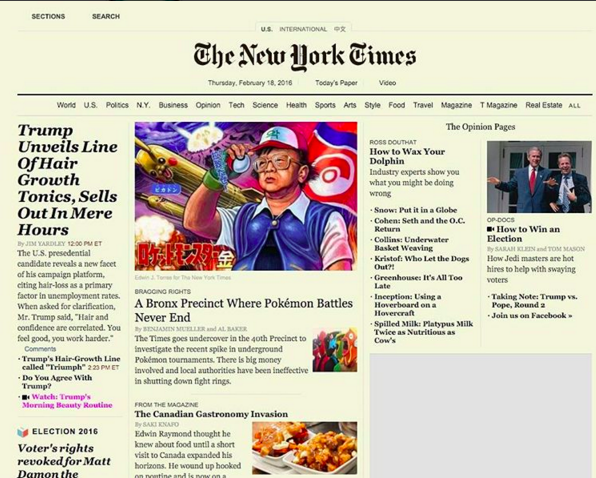 SECTIONS SEARCH
U.S. INTERNATIONAL 中文
The New York Times
Thursday, February 18, 2016 Today's Paper Video
World U.S. Politics N.Y. Business Opinion Tech Science Health Sports Arts Style Food Travel Magazine T Magazine Real Estate ALL
Trump
Unveils Line
Of Hair
Growth
Tonics, Sells
Out In Mere
Hours
By JIM YARDLEY 12:00 PM ET
The U.S. presidential
candidate reveals a new facet
of his campaign platform,
citing hair-loss as a primary
factor in unemployment rates.
When asked for clarification,
Mr. Trump said, "Hair and
confidence are correlated. You
feel good, you work harder."
Comments
· Trump's Hair-Growth Line
called "Triumph" 2:23 PM ET
· Do You Agree With
Trump?
· Watch: Trump's
Morning Beauty Routine
ELECTION 2016
Voter's rights
revoked for Matt
Damon the
ピカドン
Edwin J. Torres for The New York Times
BRAGGING RIGHTS
A Bronx Precinct Where Pokémon Battles
Never End
By BENJAMIN MUELLER and AL BAKER
The Times goes undercover in the 40th Precinct to
investigate the recent spike in underground
Pokémon tournaments. There is big money
involved and local authorities have been ineffective
in shutting down fight rings.
FROM THE MAGAZINE
The Canadian Gastronomy Invasion
By SAKI KNAFO
Edwin Raymond thought he
knew about food until a short
visit to Canada expanded his
horizons. He wound up hooked
on poutine and is now on a
The Opinion Pages
ROSS DOUTHAT
How to Wax Your
Dolphin
Industry experts show you
what you might be doing
wrong
· Snow: Put it in a Globe
· Cohen: Seth and the O.C.
Return
· Collins: Underwater
Basket Weaving
· Kristof: Who Let the Dogs
Out?!
· Greenhouse: It's All Too
Late
· Inception: Using a
Hoverboard on a
Hovercraft
· Spilled Milk: Platypus Milk
Twice as Nutritious as
Cow's
OP-DOCS
How to Win an
Election
By SARAH KLEIN and TOM MASON
How Jedi masters are hot
hires to help with swaying
voters
· Taking Note: Trump vs.
Pope, Round 2
· Join us on Facebook »